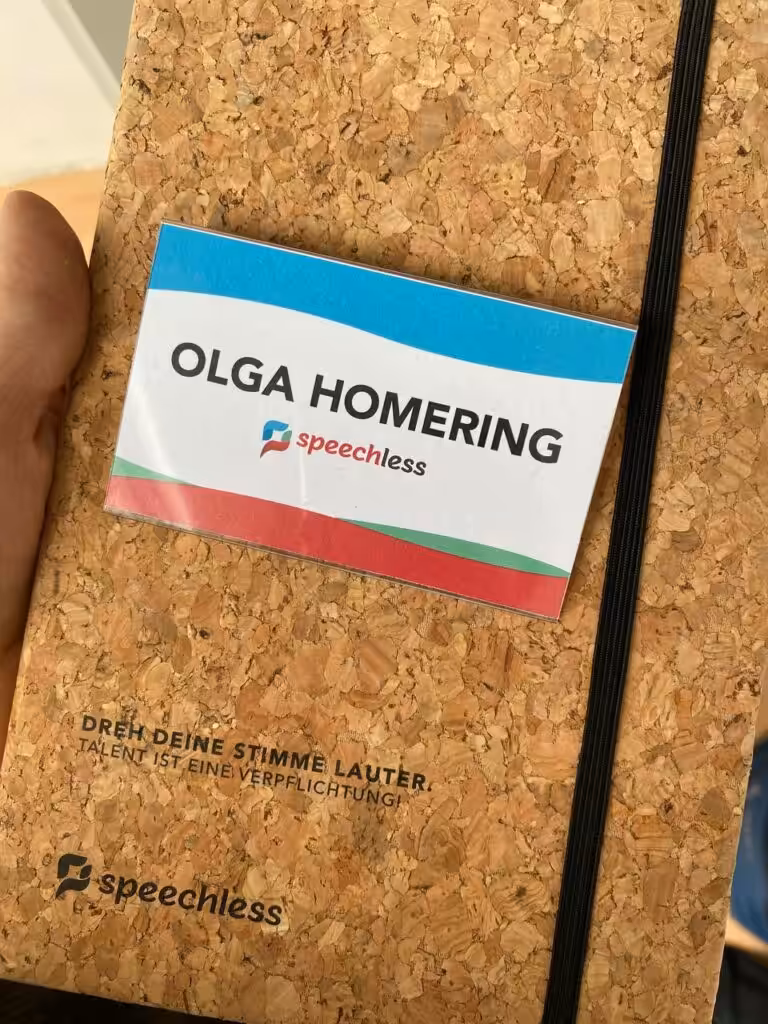 OLGA HOMERING
speechless
DREH DEINE STIMME LAUTER.
TALENT IST EINE VERPFLICHTUNG!
speechless